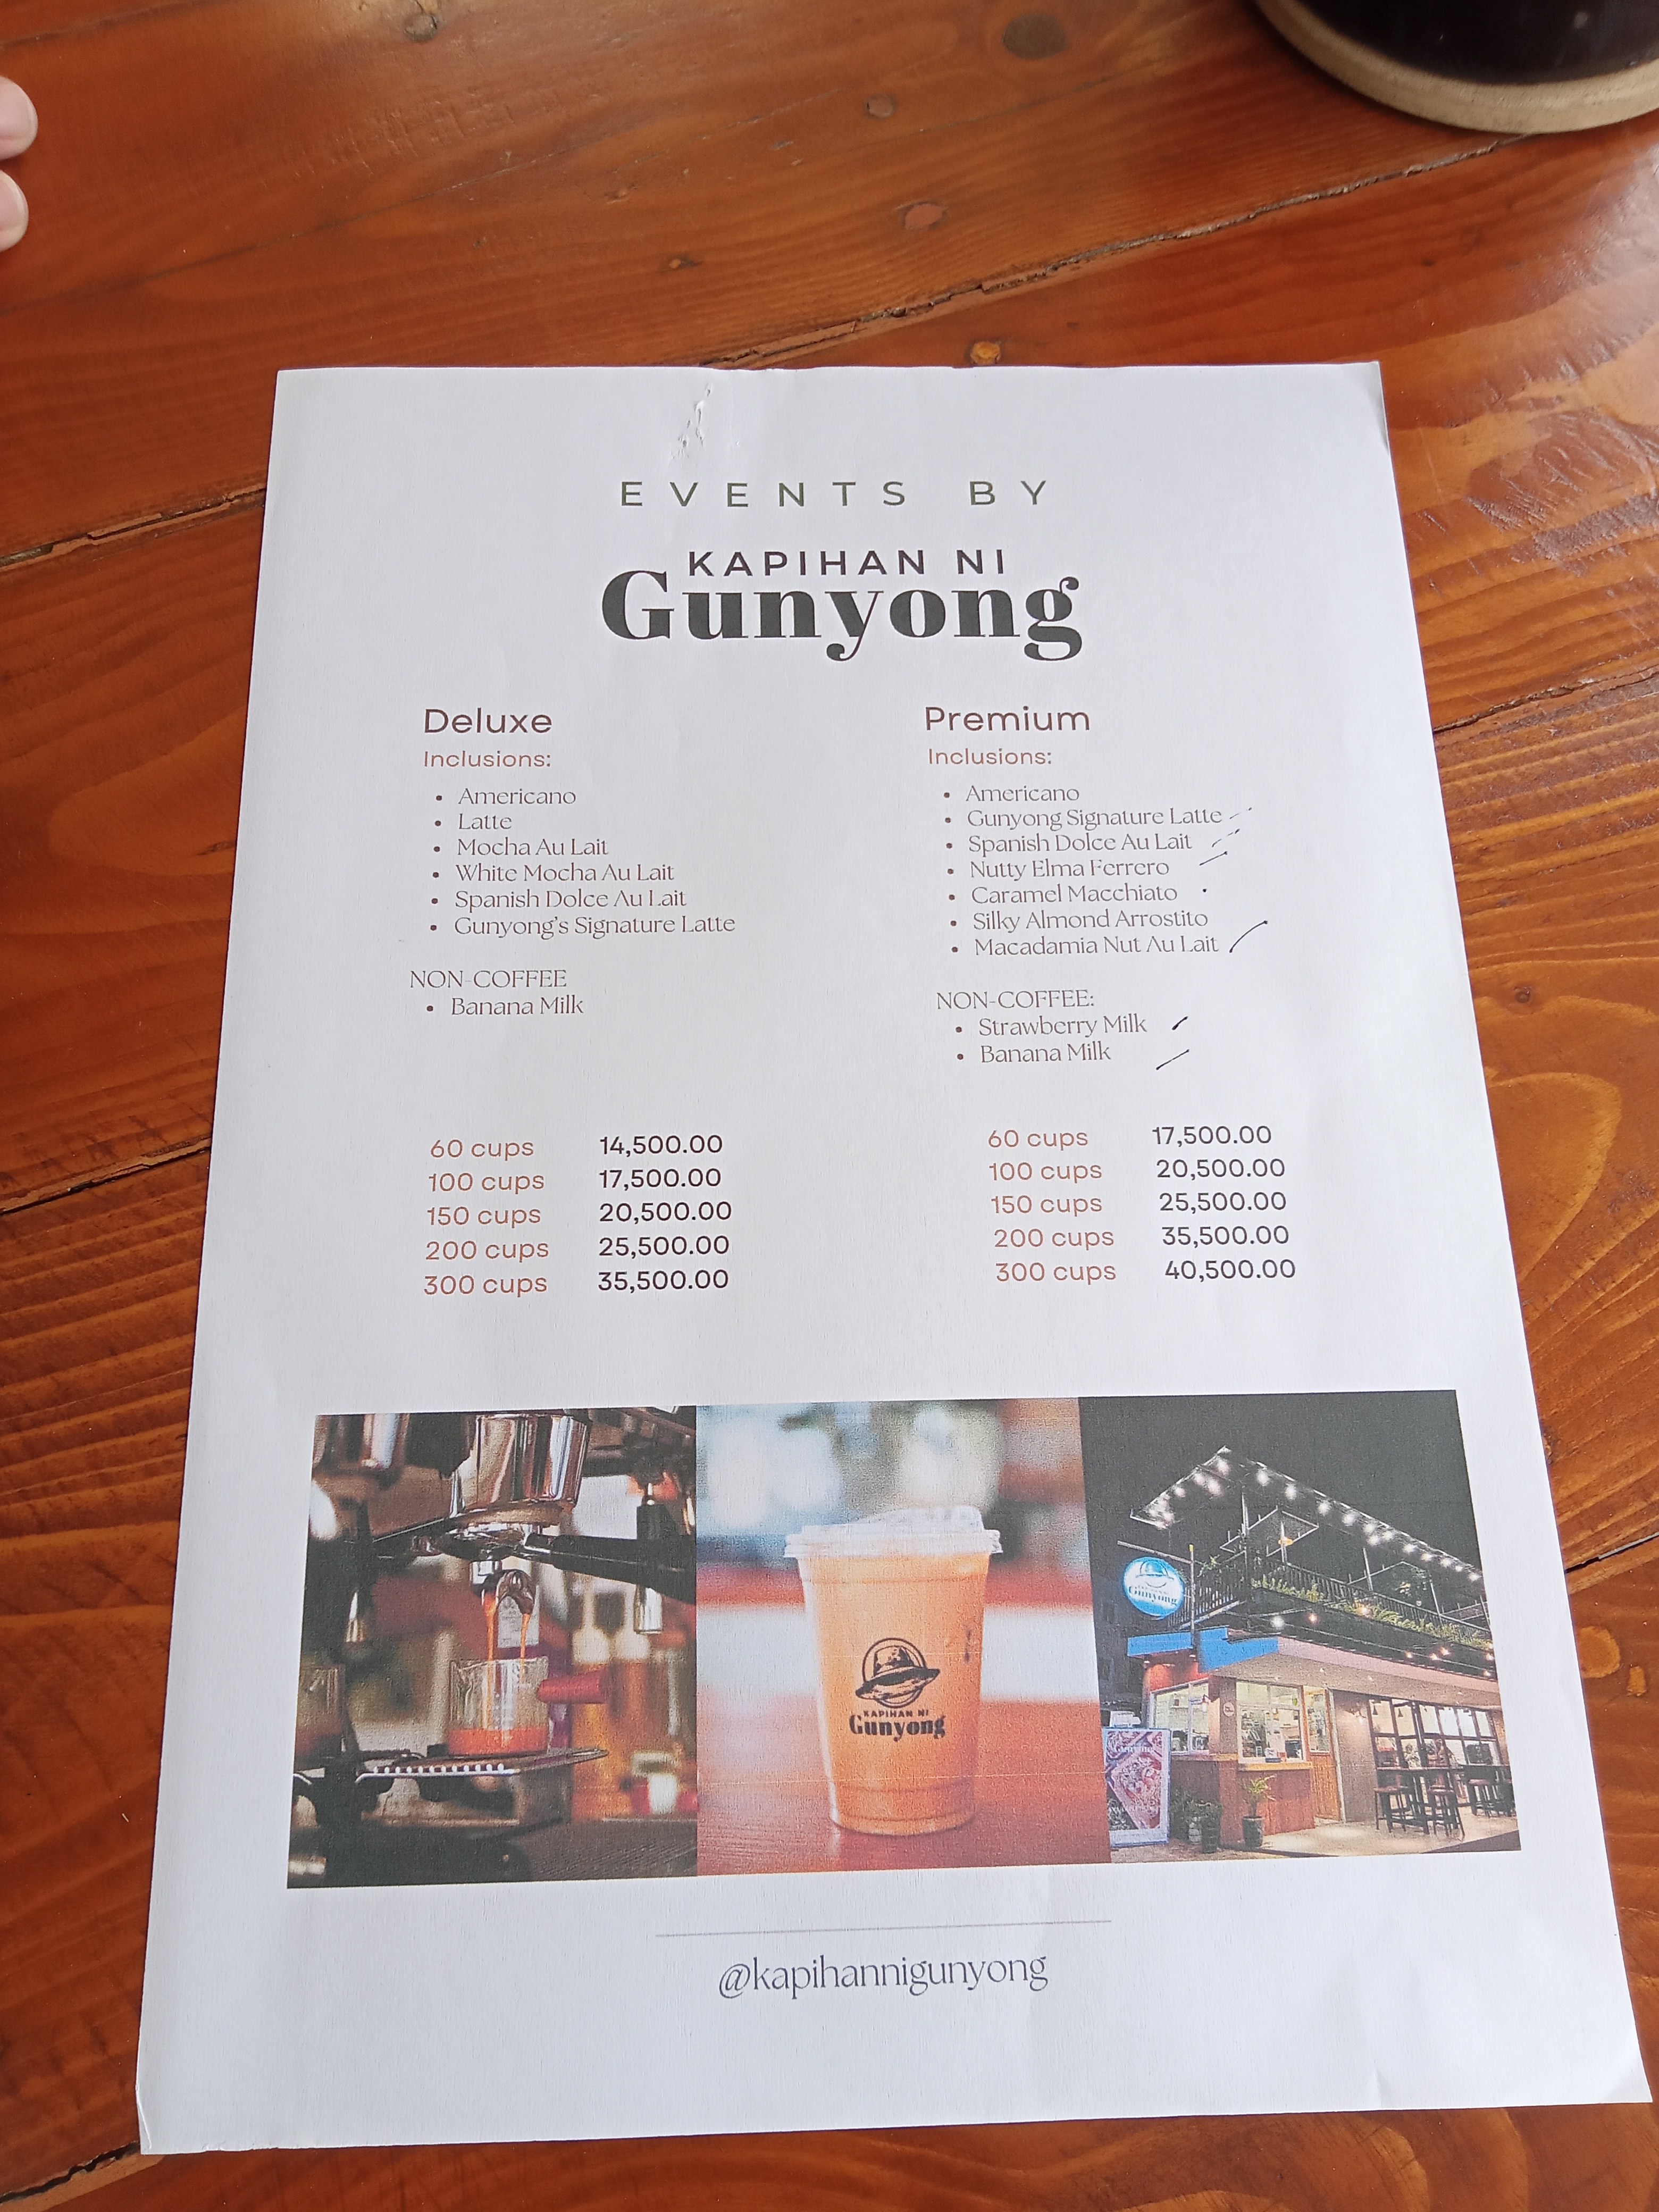 EVENTS BY
KAPIHAN NI
Gunyong
Deluxe
Inclusions:
• Americano
• Latte
• Mocha Au Lait
• White Mocha Au Lait
• Spanish Dolce Au Lait
• Gunyong's Signature Latte
NON-COFFEE
• Banana Milk
60 cups 14,500.00
100 cups 17,500.00
150 cups 20,500.00
200 cups 25,500.00
300 cups 35,500.00
Premium
Inclusions:
• Americano
• Gunyong Signature Latte
• Spanish Dolce Au Lait
• Nutty Elma Ferrero
• Caramel Macchiato
• Silky Almond Arrostito
• Macadamia Nut Au Lait
NON-COFFEE:
• Strawberry Milk
• Banana Milk
60 cups 17,500.00
100 cups 20,500.00
150 cups 25,500.00
200 cups 35,500.00
300 cups 40,500.00
KAPIHAN NI
Gunyong
Gunyong
@kapihannigunyong